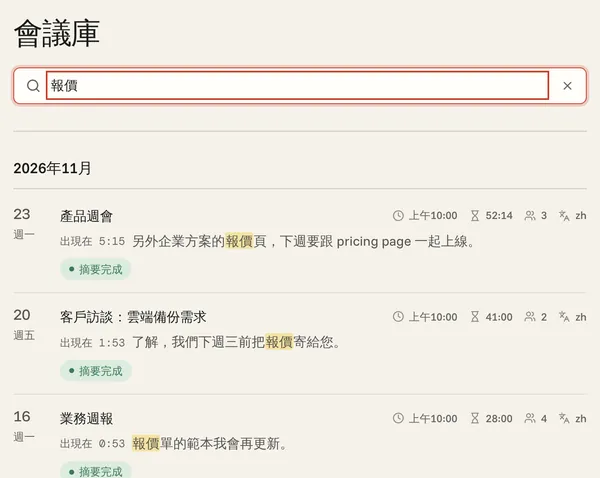 會議庫
報價
2026年11月
23 產品週會 上午10:00 52:14 3 zh
週一 出現在 5:15 另外企業方案的報價頁，下週要跟 pricing page 一起上線。
摘要完成
20 客戶訪談：雲端備份需求 上午10:00 41:00 2 zh
週五 出現在 1:53 了解，我們下週三前把報價寄給您。
摘要完成
16 業務週報 上午10:00 28:00 4 zh
週一 出現在 0:53 報價單的範本我會再更新。
摘要完成